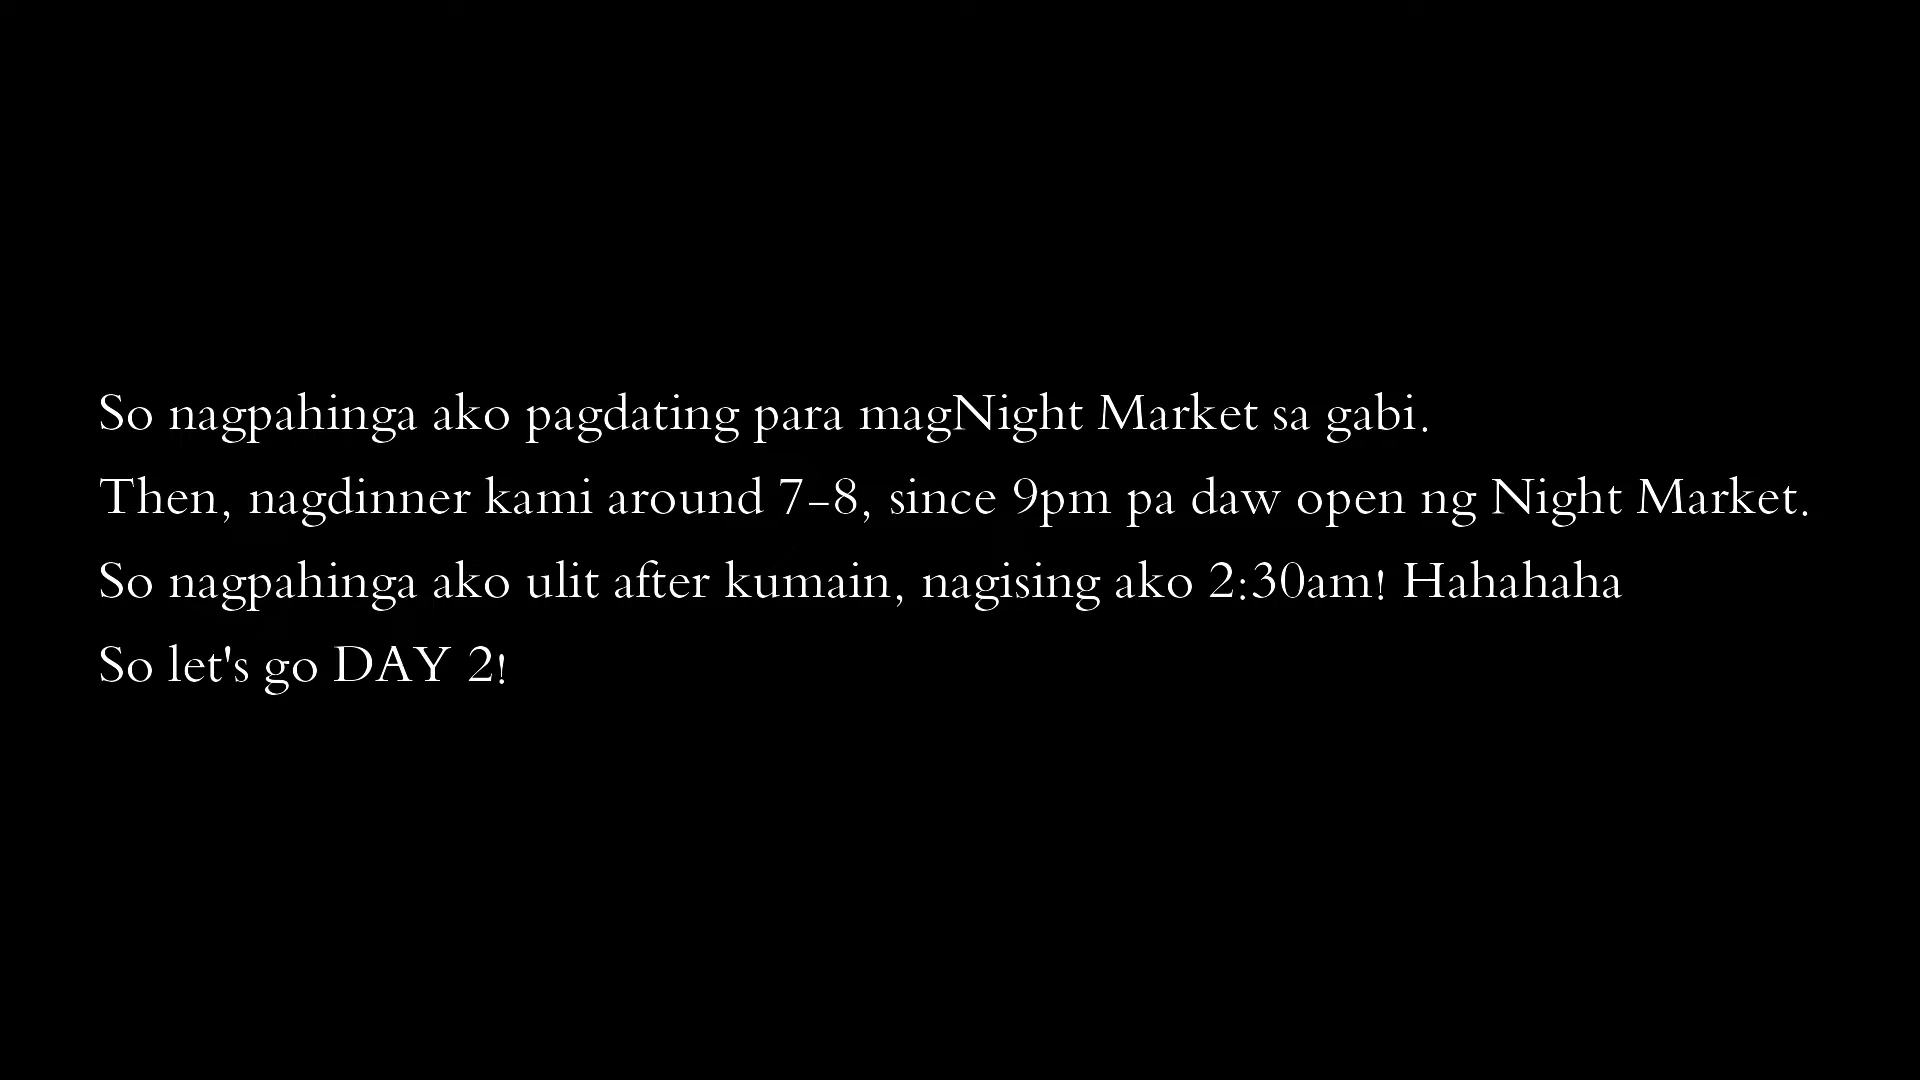 So nagpahinga ako pagdating para magNight Market sa gabi.
Then, nagdinner kami around 7-8, since 9pm pa daw open ng Night Market.
So nagpahinga ako ulit after kumain, nagising ako 2:30am! Hahahaha
So let's go DAY 2!